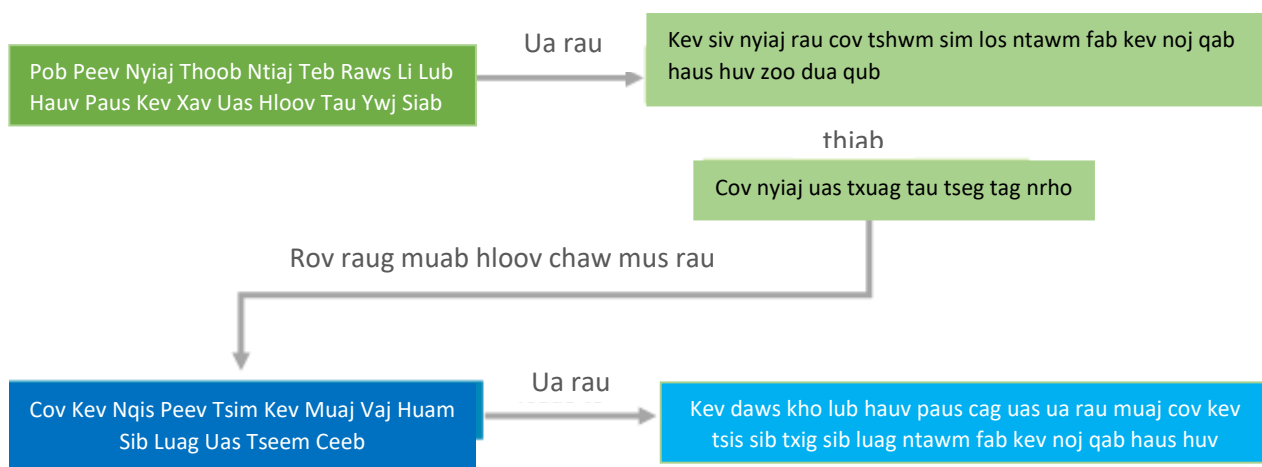 Pob Peev Nyiaj Thoob Ntiaj Teb Raws Li Lub
Hauv Paus Kev Xav Uas Hloov Tau Ywj Siab
Ua rau
Kev siv nyiaj rau cov tshwm sim los ntawm fab kev noj qab
haus huv zoo dua qub
thiab
Cov nyiaj uas txuag tau tseg tag nrho
Rov raug muab hloov chaw mus rau
Cov Kev Nqis Peev Tsim Kev Muaj Vaj Huam
Sib Luag Uas Tseem Ceeb
Ua rau
Kev daws kho lub hauv paus cag uas ua rau muaj cov kev
tsis sib txig sib luag ntawm fab kev noj qab haus huv